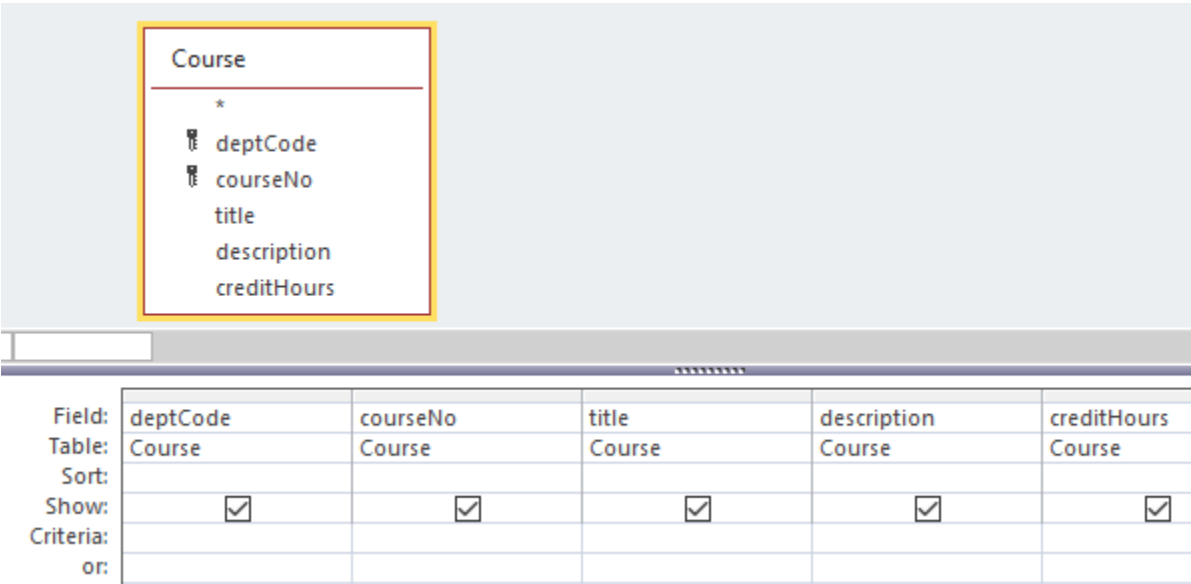 Course
*
deptCode
courseNo
title
description
creditHours
Field: deptCode courseNo title description creditHours
Table: Course Course Course Course Course
Sort:
Show:
Criteria:
or: